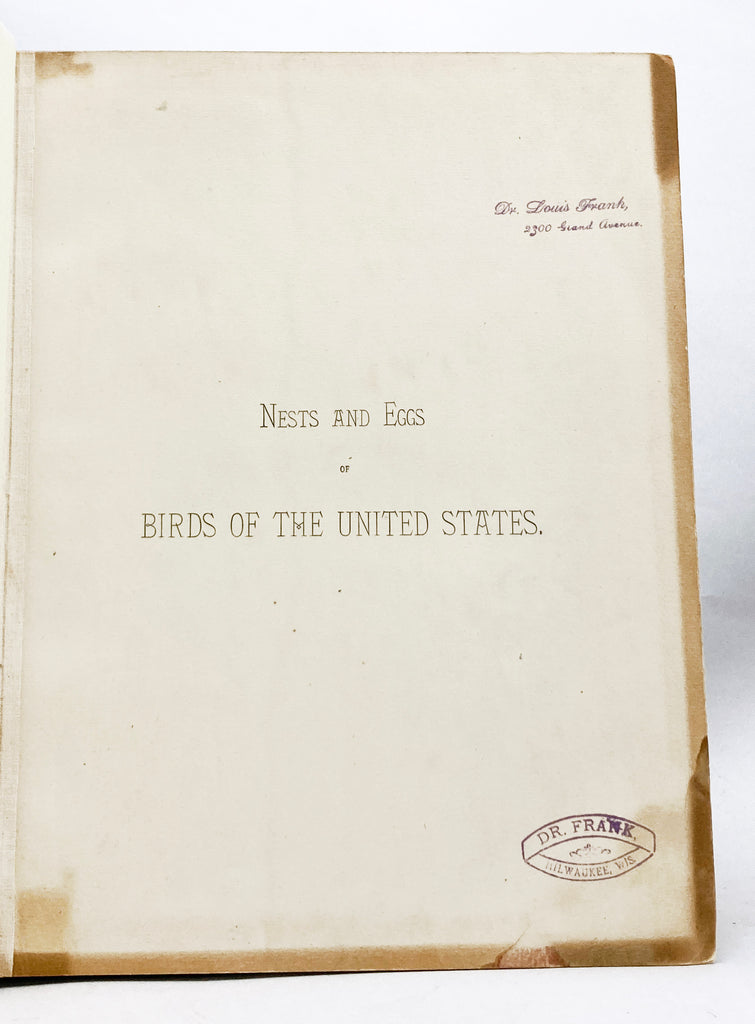 Dr. Louis Frank,
2300 Grand Avenue.
NESTS AND EGGS
OF
BIRDS OF THE UNITED STATES.
DR. FRANK,
MILWAUKEE, WIS.